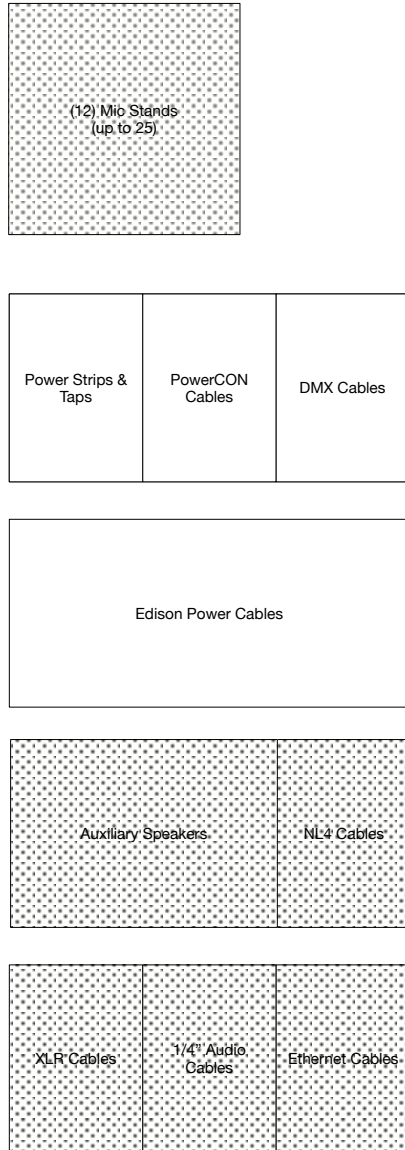 (12) Mic Stands
(up to 25)
Power Strips &
Taps
PowerCON
Cables
DMX Cables
Edison Power Cables
Auxiliary Speakers
NL4 Cables
XLR Cables
1/4” Audio
Cables
Ethernet Cables